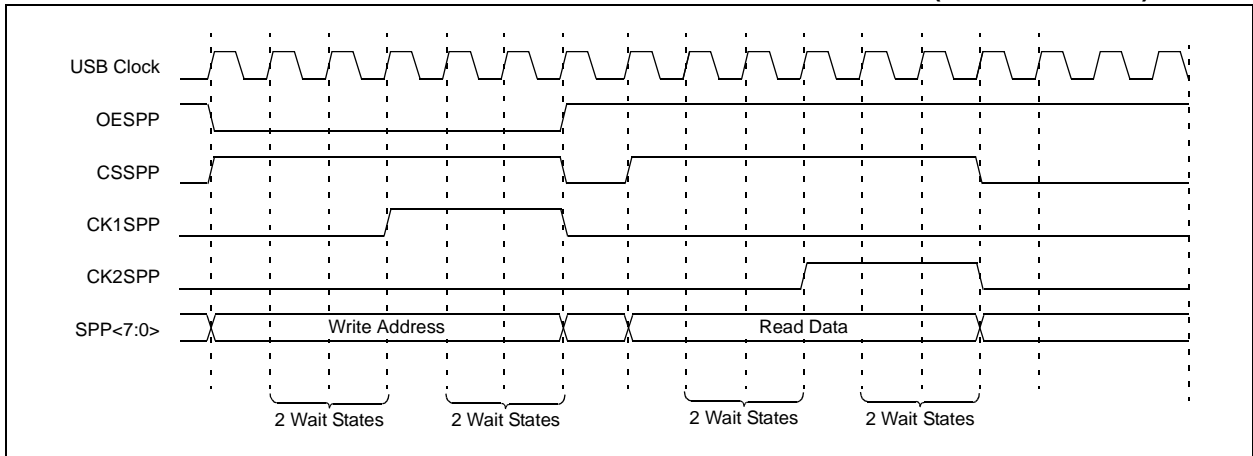 USB Clock
OESPP
CSSPP
CK1SPP
CK2SPP
SPP<7:0>
Write Address
Read Data
2 Wait States
2 Wait States
2 Wait States
2 Wait States